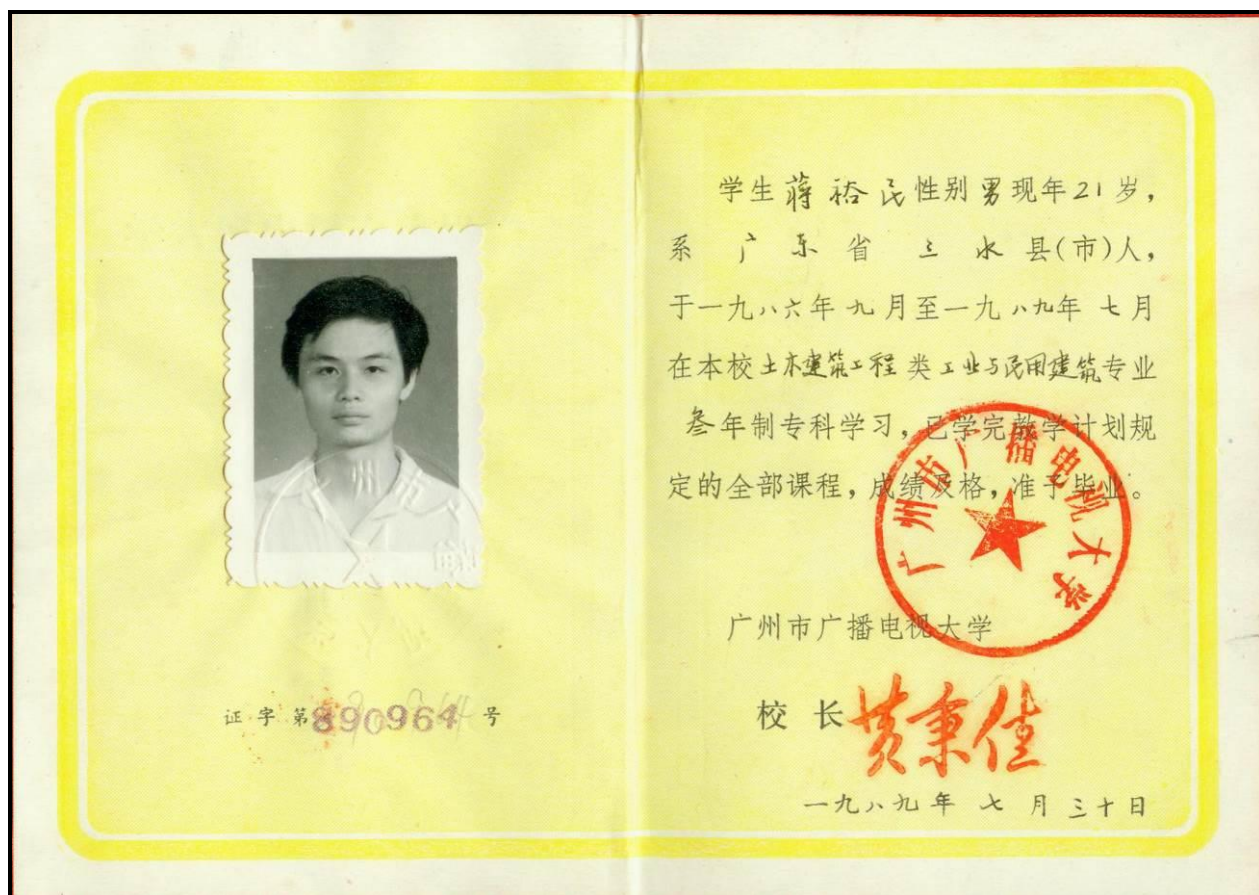 证字第890964号
学生蒋裕民性别男现年21岁，
系广东省三水县(市)人，
于一九八六年九月至一九八九年七月
在本校土木建筑工程类工业与民用建筑专业
叁年制专科学习，已学完教学计划规
定的全部课程，成绩及格，准予毕业。
广州市广播电视大学
广州市广播电视大学
校长黄秉佳
一九八九年七月三十日